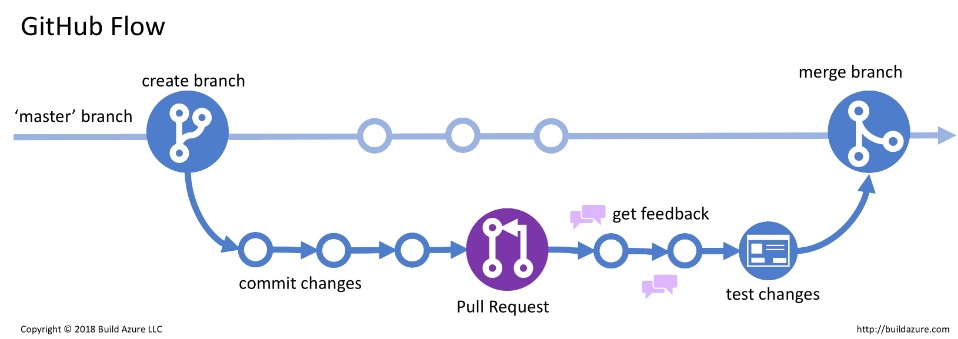 GitHub Flow
create branch
merge branch
‘master’ branch
get feedback
commit changes
Pull Request
test changes
Copyright © 2018 Build Azure LLC
http://buildazure.com